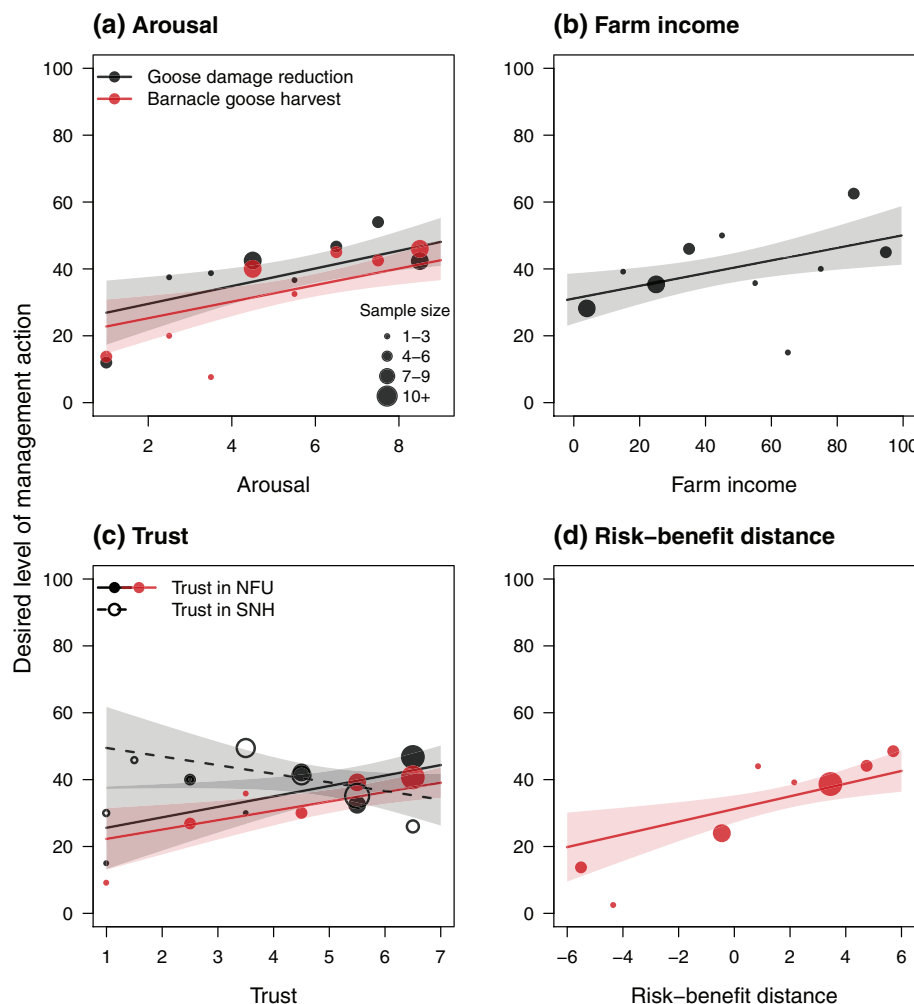 (a) Arousal
(b) Farm income
100
80
60
40
20
0
Goose damage reduction
Barnacle goose harvest
Sample size
1−3
4−6
7−9
10+
2 4 6 8
Arousal
100
80
60
40
20
0
0 20 40 60 80 100
Farm income
Desired level of management action
(c) Trust
(d) Risk−benefit distance
100
80
60
40
20
0
Trust in NFU
Trust in SNH
1 2 3 4 5 6 7
Trust
100
80
60
40
20
0
−6 −4 −2 0 2 4 6
Risk−benefit distance